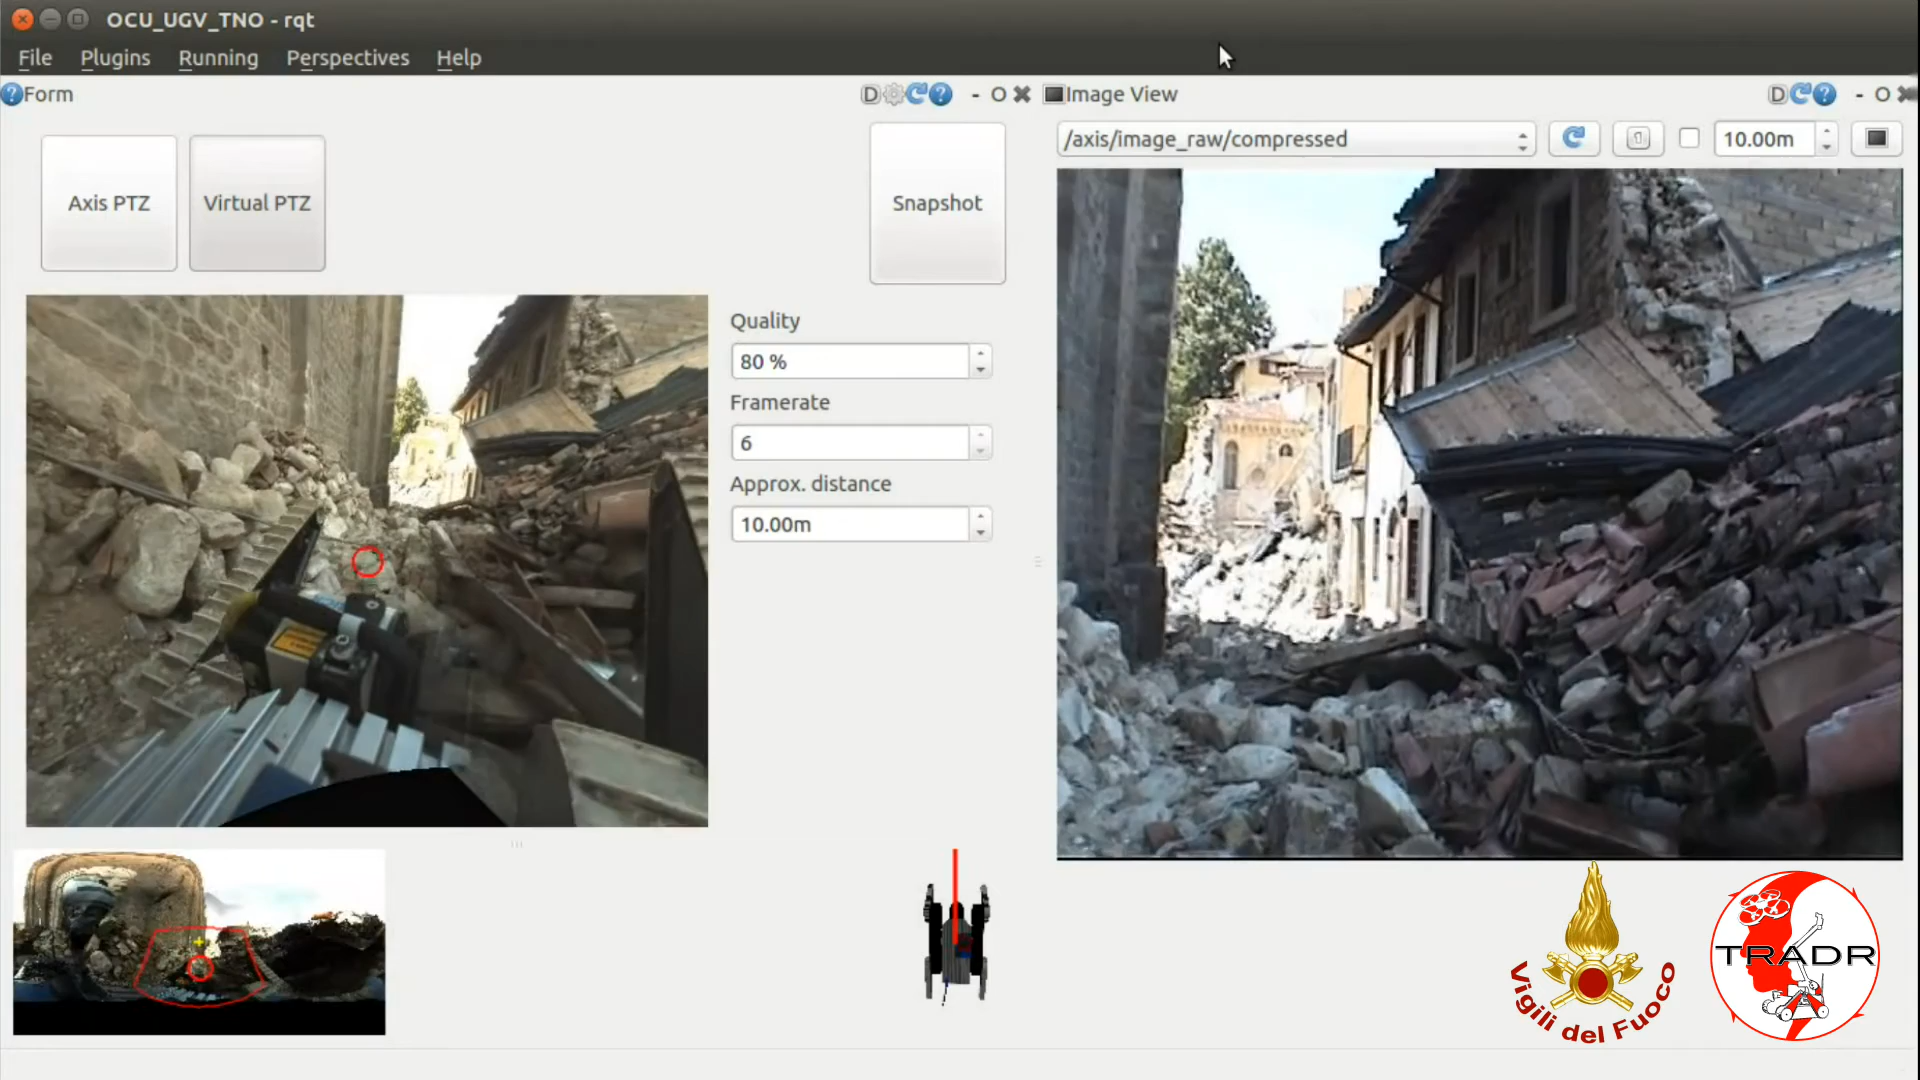 OCU_UGV_TNO - rqt
File Plugins Running Perspectives Help
Form
D
- O
Image View
D
- O
Axis PTZ
Virtual PTZ
Snapshot
/axis/image_raw/compressed
10.00m
Quality
80 %
Framerate
6
Approx. distance
10.00m
Vigili del Fuoco
TRADR